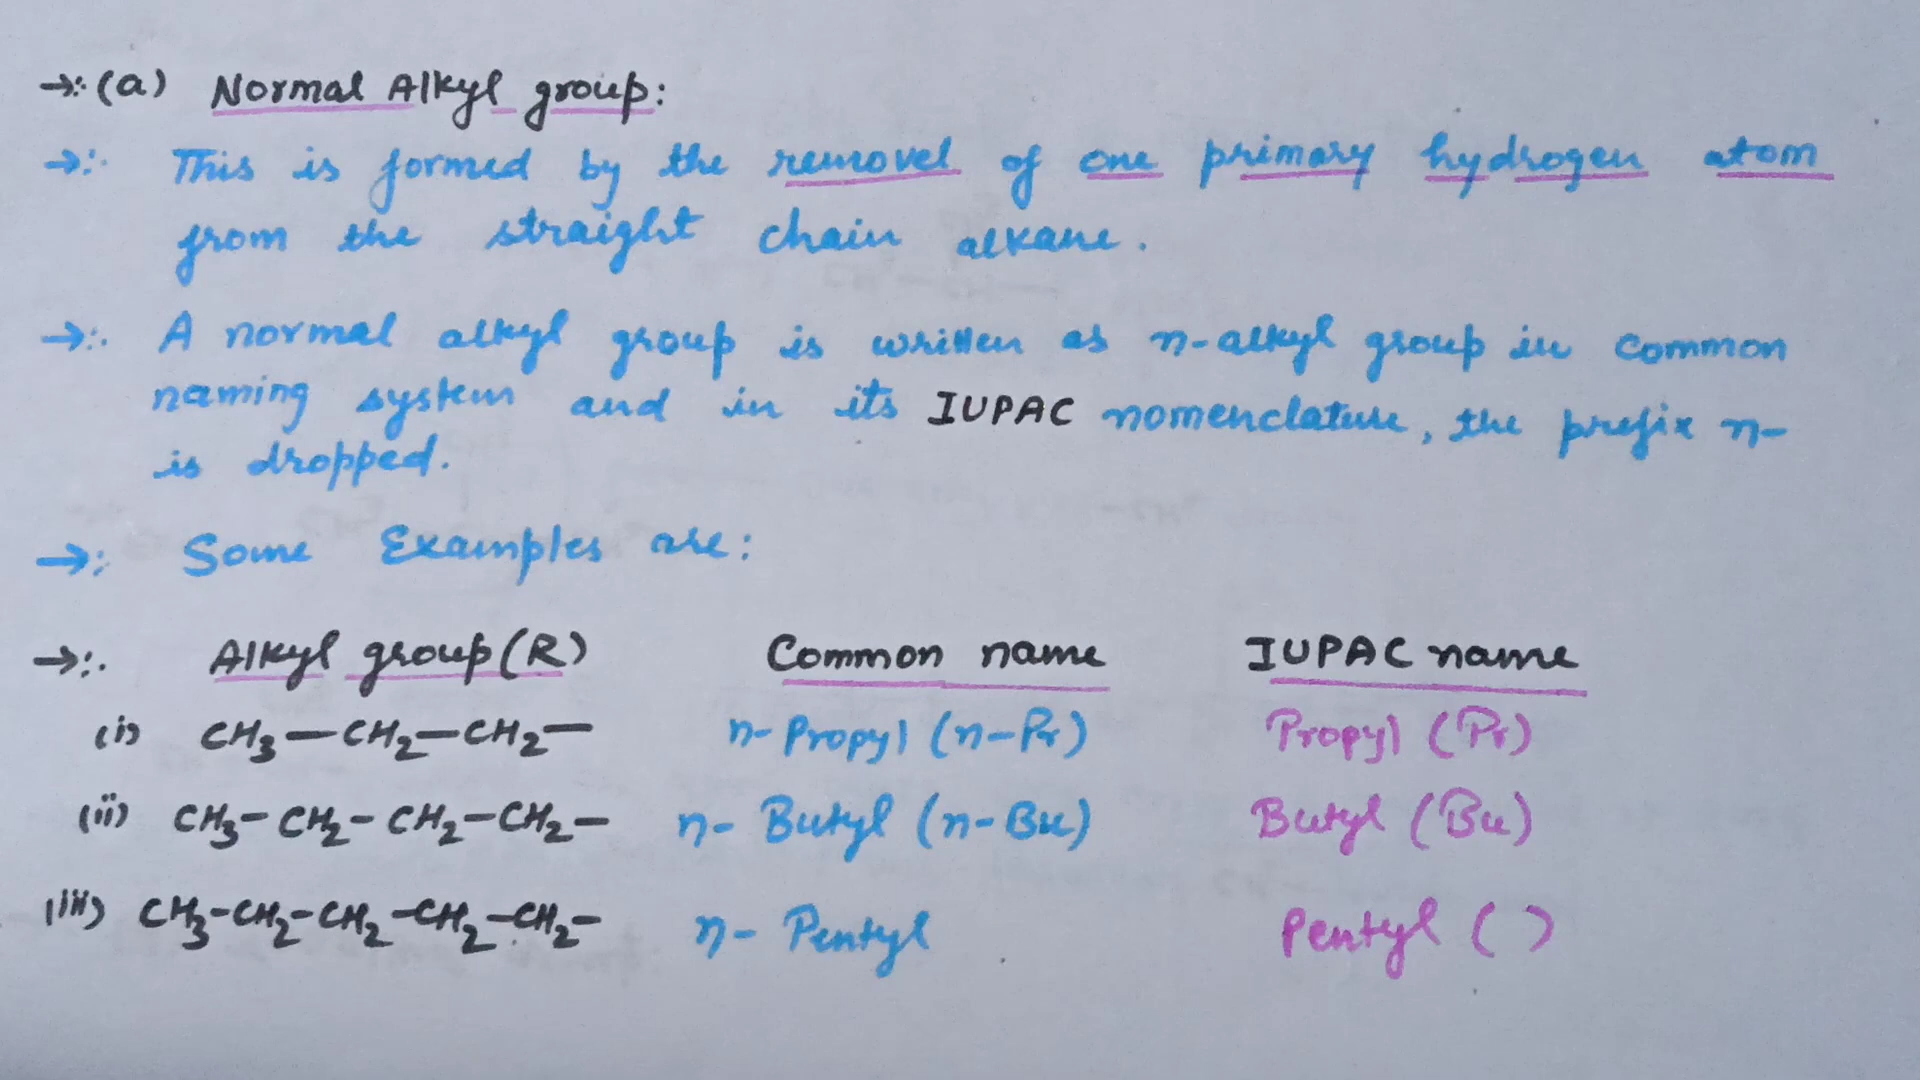 →:· (a) Normal Alkyl group:
→:· This is formed by the removel of one primary hydrogen atom
from the straight chain alkane.
→:· A normal alkyl group is written as n-alkyl group in common
naming system and in its IUPAC nomenclature, the prefix n-
is dropped.
→: Some Examples are:
→:· Alkyl group (R) Common name IUPAC name
(i) CH₃—CH₂—CH₂— n-Propyl (n-Pr) Propyl (Pr)
(ii) CH₃-CH₂-CH₂-CH₂- n- Butyl (n-Bu) Butyl (Bu)
(iii) CH₃-CH₂-CH₂-CH₂-CH₂- n- Pentyl Pentyl ( )